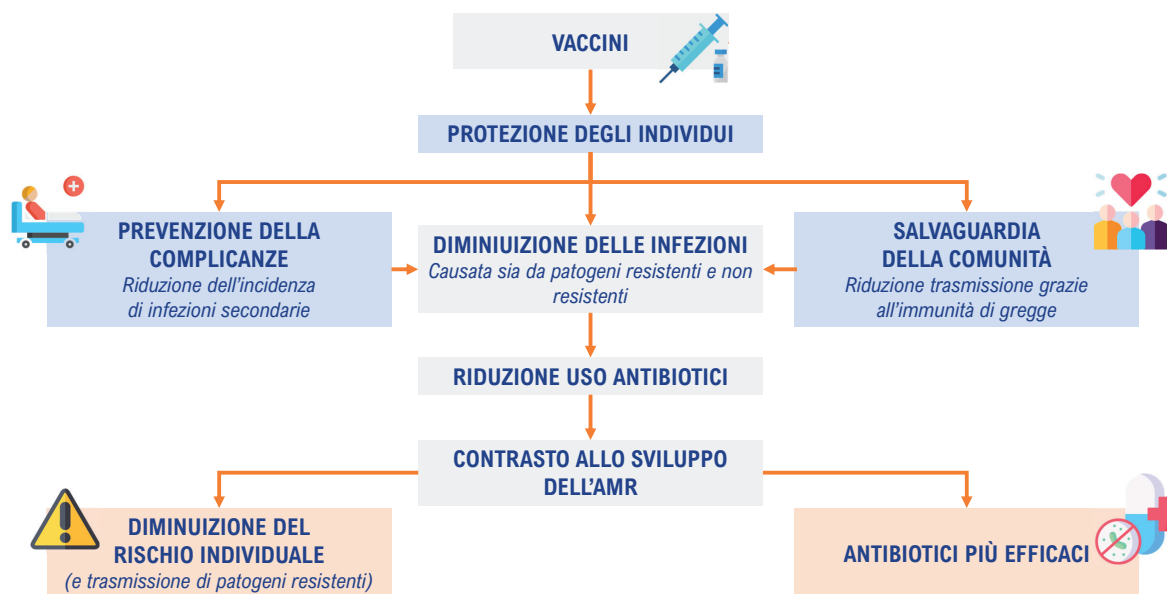 VACCINI
PROTEZIONE DEGLI INDIVIDUI
PREVENZIONE DELLA
COMPLICANZE
Riduzione dell'incidenza
di infezioni secondarie
DIMINIUIZIONE DELLE INFEZIONI
Causata sia da patogeni resistenti e non
resistenti
SALVAGUARDIA
DELLA COMUNITÀ
Riduzione trasmissione grazie
all'immunità di gregge
RIDUZIONE USO ANTIBIOTICI
CONTRASTO ALLO SVILUPPO
DELL'AMR
DIMINUIZIONE DEL
RISCHIO INDIVIDUALE
(e trasmissione di patogeni resistenti)
ANTIBIOTICI PIÙ EFFICACI